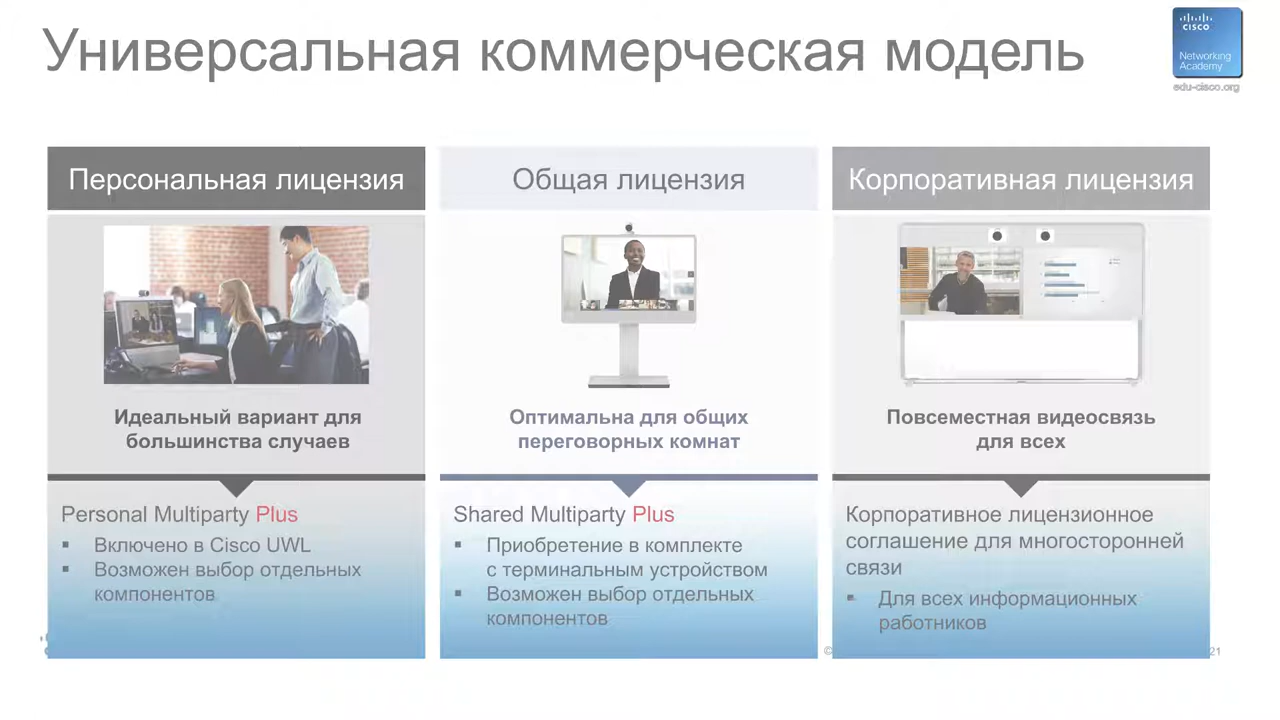 Универсальная коммерческая модель
cisco
Networking
Academy
edu-cisco.org
Персональная лицензия
Общая лицензия
Корпоративная лицензия
Идеальный вариант для
большинства случаев
Оптимальна для общих
переговорных комнат
Повсеместная видеосвязь
для всех
Personal Multiparty Plus
▪ Включено в Cisco UWL
▪ Возможен выбор отдельных
компонентов
Shared Multiparty Plus
▪ Приобретение в комплекте
с терминальным устройством
▪ Возможен выбор отдельных
компонентов
Корпоративное лицензионное
соглашение для многосторонней
связи
▪ Для всех информационных
работников
©
21